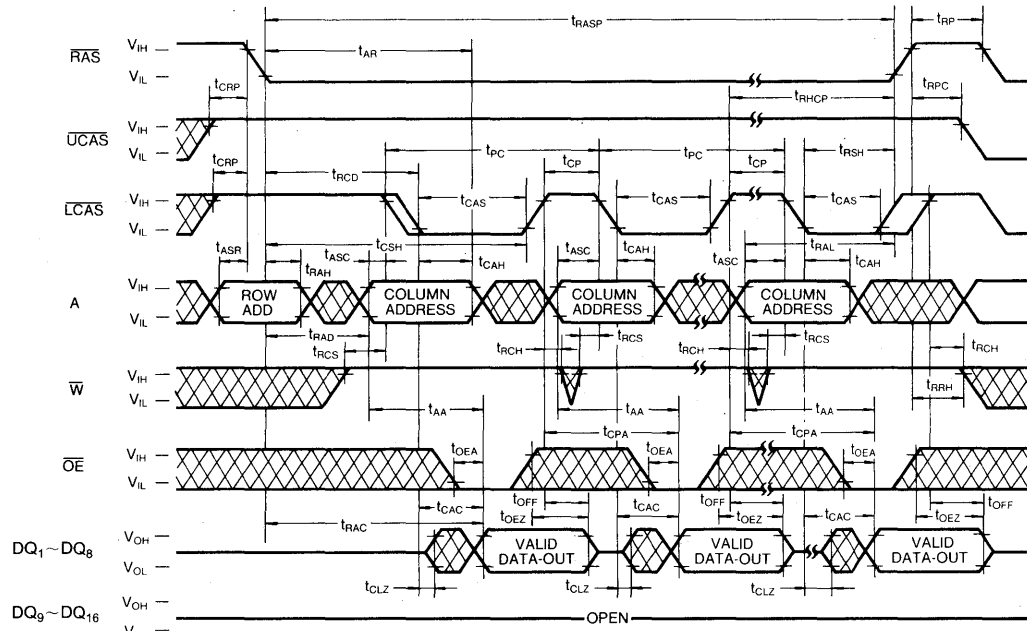 tRASP
tRP
tAR
RAS
VIH
VIL
tCRP
tRHCP
tRPC
UCAS
VIH
VIL
tCRP
tRCD
tPC
tCP
tPC
tCP
tRSH
LCAS
VIH
VIL
tCAS
tCAS
tCAS
tCSH
tRAL
tASR
tRAH
tASC
tCAH
tASC
tCAH
tASC
tCAH
A
VIH
VIL
ROW ADD
COLUMN ADDRESS
COLUMN ADDRESS
COLUMN ADDRESS
tRAD
tRCS
tRCH
tRCS
tRCH
tRCS
tRCH
W
VIH
VIL
tRRH
tAA
tAA
tAA
tCPA
tCPA
OE
VIH
VIL
tOEA
tOEA
tOEA
tCAC
tOFF
tCAC
tOFF
tCAC
tOFF
tRAC
tOEZ
tOEZ
tOEZ
DQ1~DQ8
VOH
VOL
VALID DATA-OUT
VALID DATA-OUT
VALID DATA-OUT
tCLZ
tCLZ
tCLZ
DQ9~DQ16
VOH
OPEN